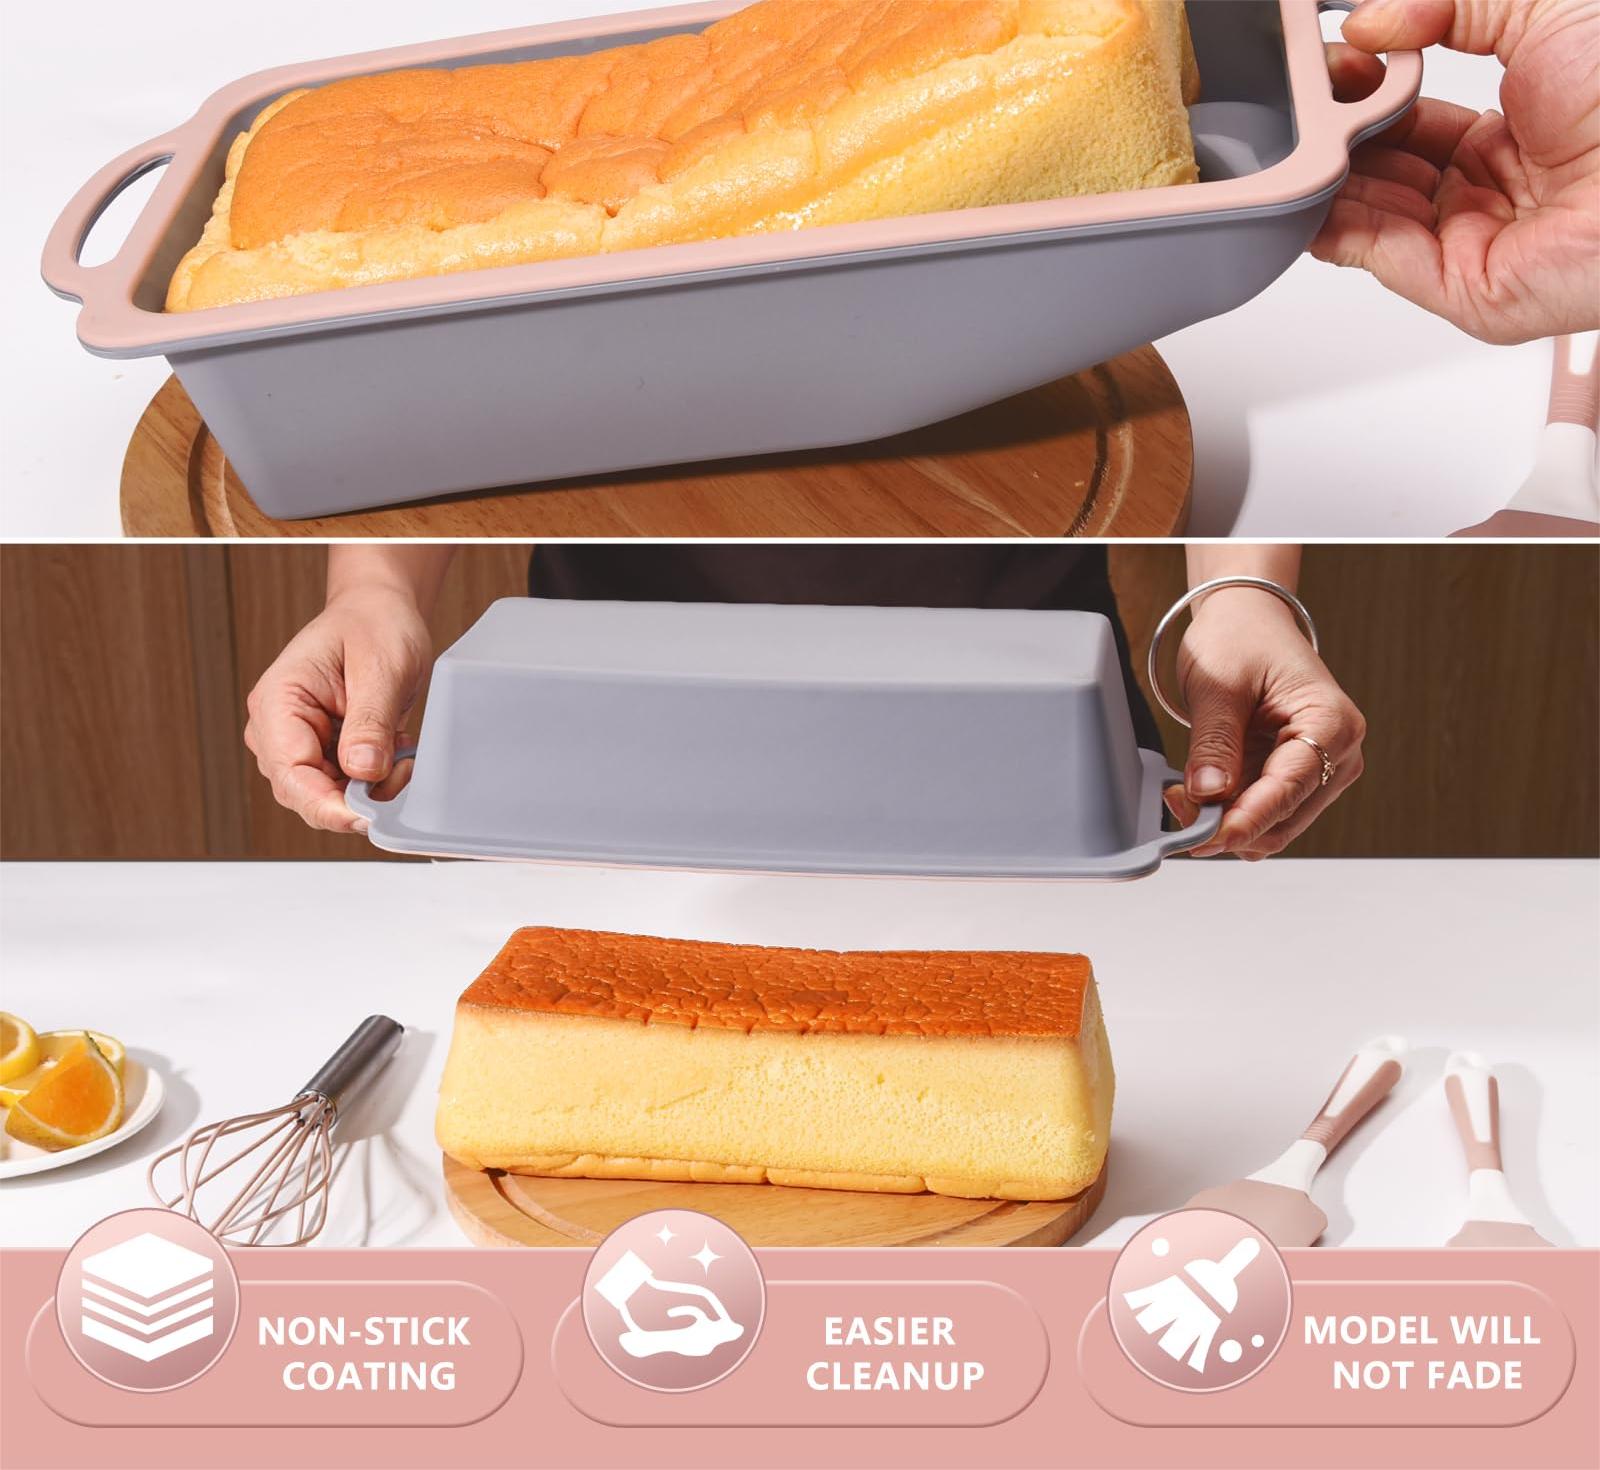 NON-STICK
COATING
EASIER
CLEANUP
MODEL WILL
NOT FADE